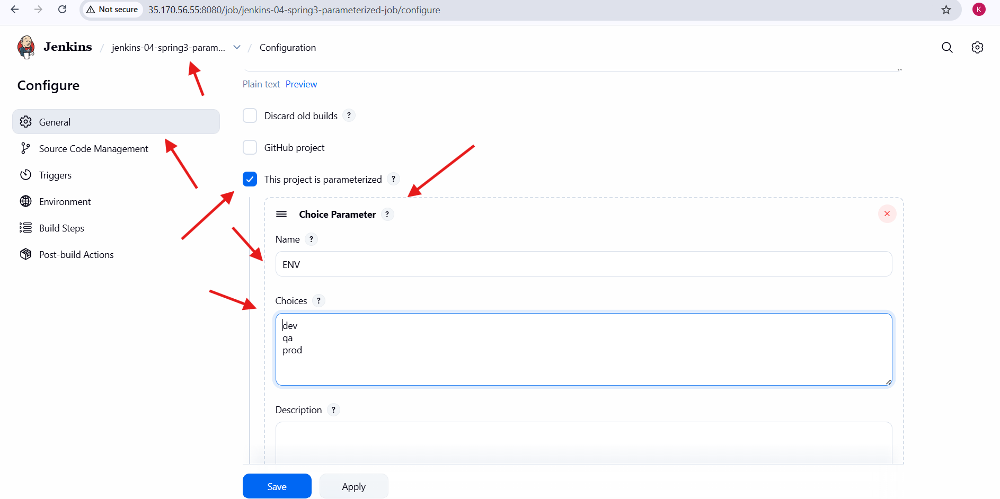 Not secure 35.170.56.55:8080/job/jenkins-04-spring3-parameterized-job/configure K
Jenkins / jenkins-04-spring3-param... / Configuration
Configure
General
Source Code Management
Triggers
Environment
Build Steps
Post-build Actions
Plain text Preview
Discard old builds ?
GitHub project
This project is parameterized ?
Choice Parameter ?
Name ?
ENV
Choices ?
dev
qa
prod
Description ?
Save Apply